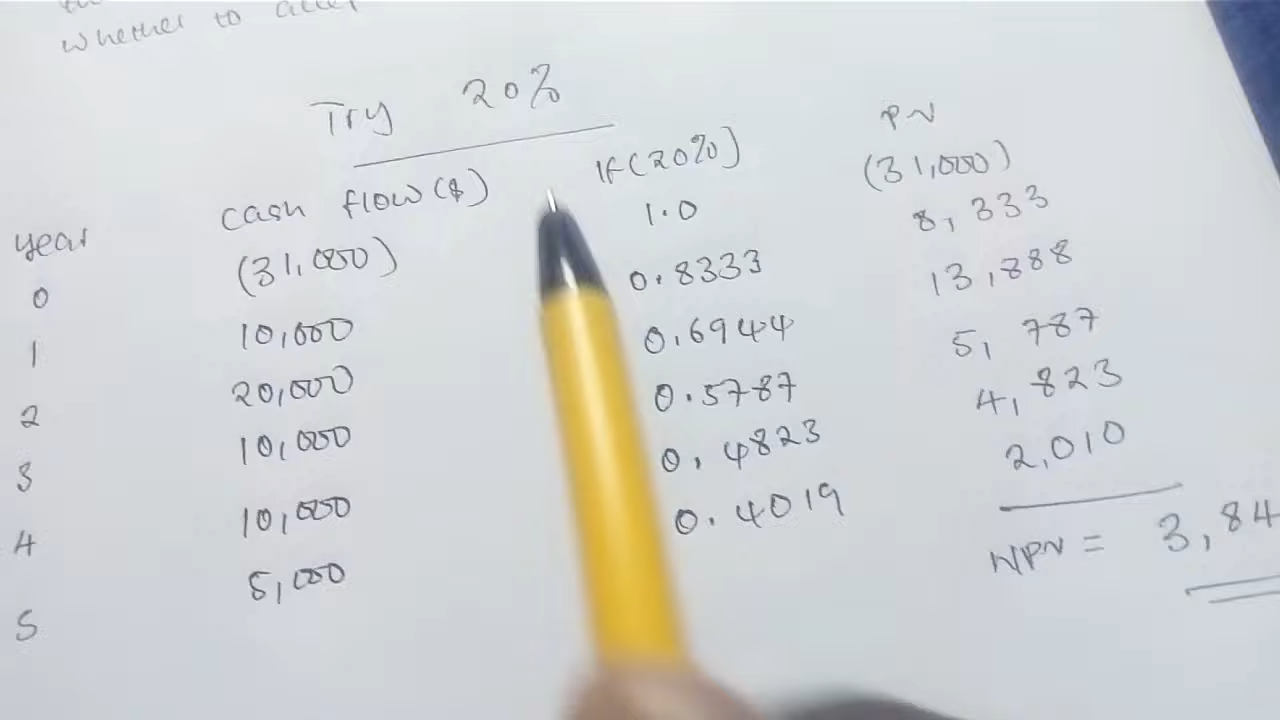 whether to
Try 20%
year cash flow($) If(20%) PV
0 (31,000) 1.0 (31,000)
1 10,000 0.8333 8,333
2 20,000 0.6944 13,888
3 10,000 0.5787 5,787
4 10,000 0.4823 4,823
5 5,000 0.4019 2,010
NPV = 3,84